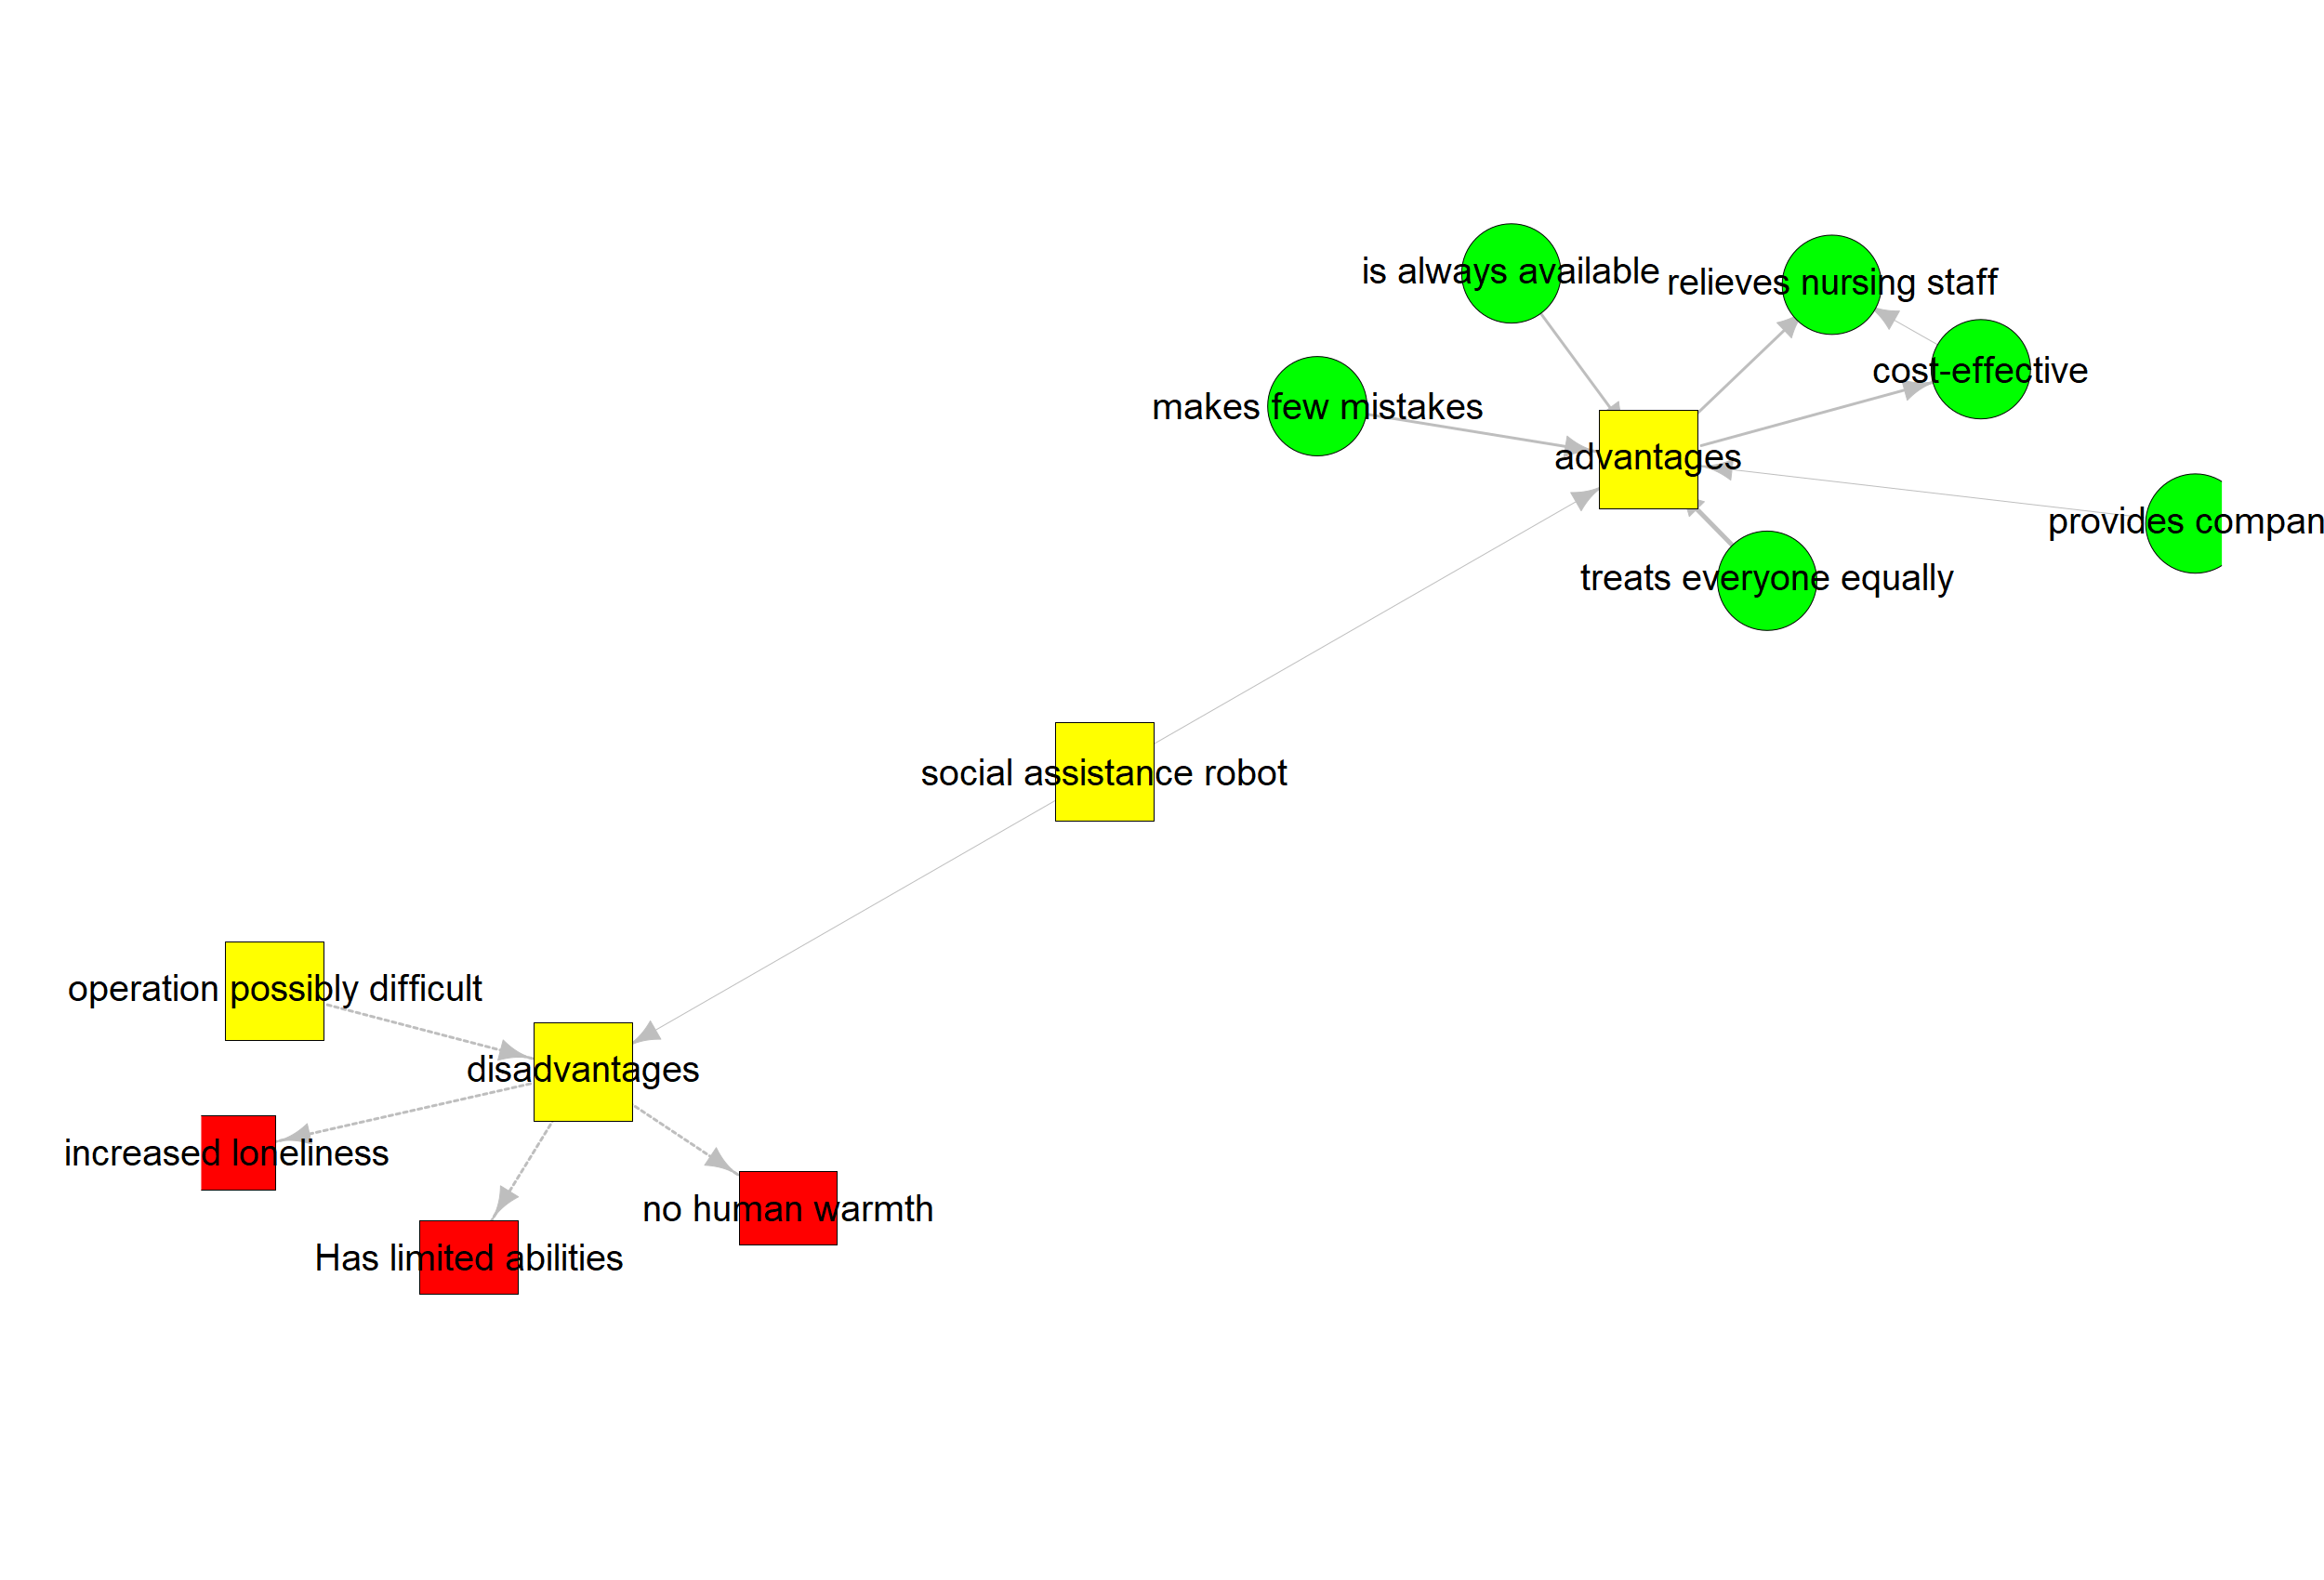 is always available
relieves nursing staff
cost-effective
makes few mistakes
advantages
provides compan
treats everyone equally
social assistance robot
operation possibly difficult
disadvantages
increased loneliness
no human warmth
Has limited abilities